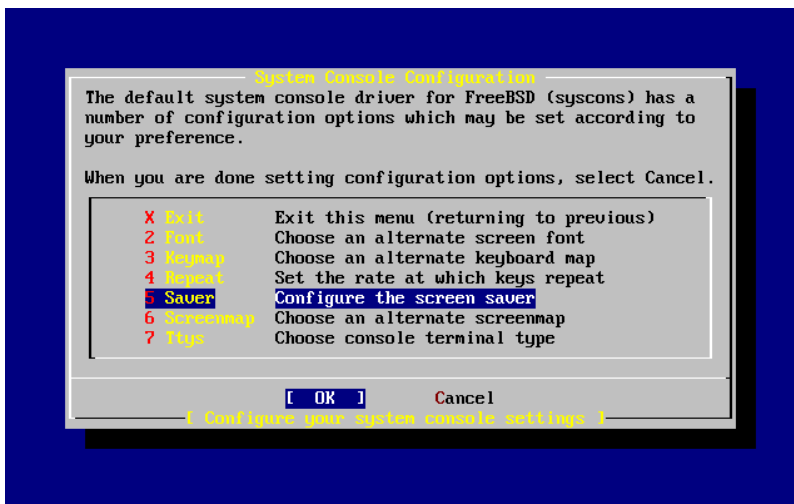 System Console Configuration
The default system console driver for FreeBSD (syscons) has a
number of configuration options which may be set according to
your preference.
When you are done setting configuration options, select Cancel.
X Exit Exit this menu (returning to previous)
2 Font Choose an alternate screen font
3 Keymap Choose an alternate keyboard map
4 Repeat Set the rate at which keys repeat
5 Saver Configure the screen saver
6 Screenmap Choose an alternate screenmap
7 Ttys Choose console terminal type
[ OK ] Cancel
[ Configure your system console settings ]